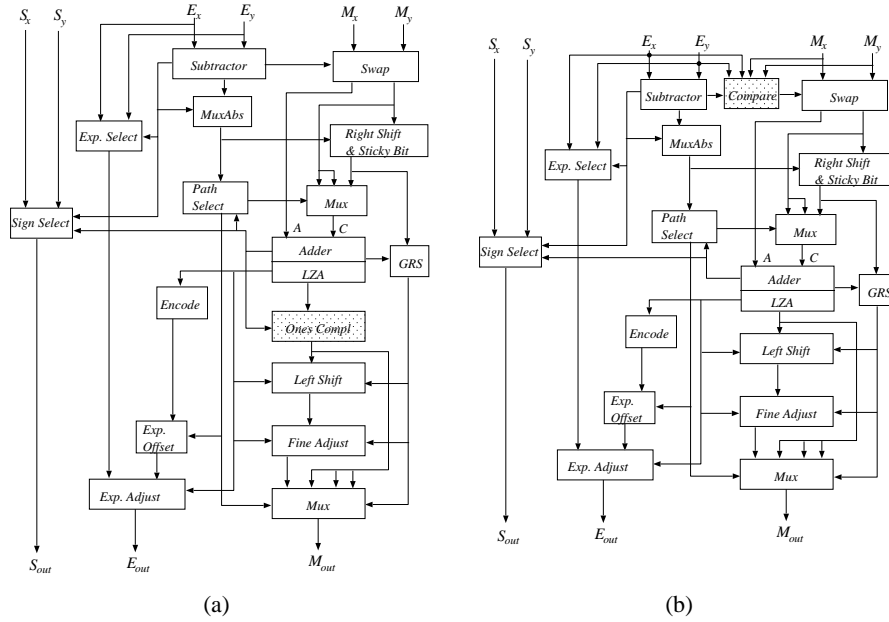 S_x S_y E_x E_y M_x M_y
Subtractor
Swap
MuxAbs
Exp. Select
Right Shift
& Sticky Bit
Path
Select
Mux
Sign Select
A C
Adder
GRS
LZA
Encode
Ones Compl
Left Shift
Exp.
Offset
Fine Adjust
Exp. Adjust
Mux
S_out E_out M_out
(a)
S_x S_y E_x E_y M_x M_y
Subtractor
Compare
Swap
MuxAbs
Exp. Select
Right Shift
& Sticky Bit
Path
Select
Mux
Sign Select
A C
Adder
GRS
LZA
Encode
Left Shift
Exp.
Offset
Fine Adjust
Exp. Adjust
Mux
S_out E_out M_out
(b)